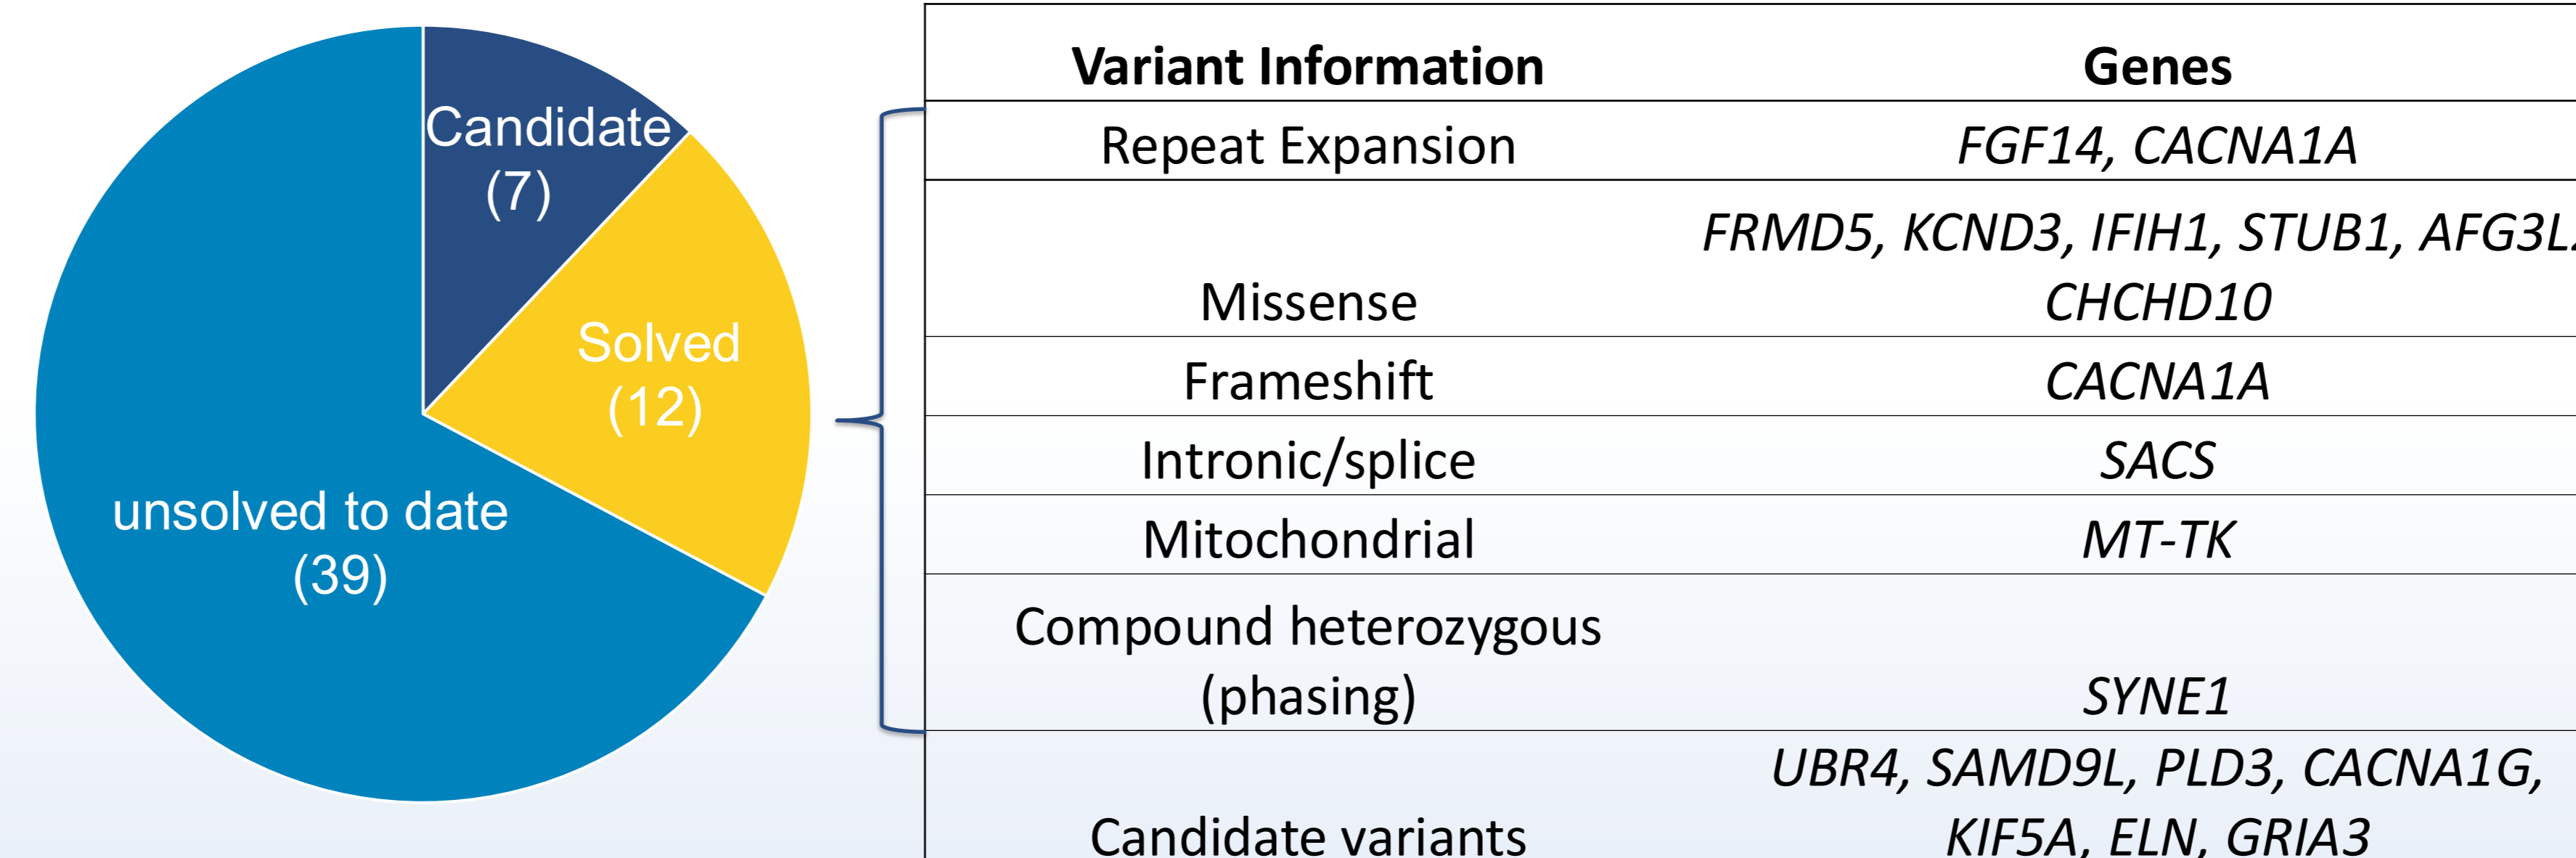 Candidate
(7)
Solved
(12)
unsolved to date
(39)
Variant Information Genes
Repeat Expansion FGF14, CACNA1A
FRMD5, KCND3, IFIH1, STUB1,
Missense CHCHD10
Frameshift CACNA1A
Intronic/splice SACS
Mitochondrial MT-TK
Compound heterozygous
(phasing) SYNE1
UBR4, SAMD9L, PLD3, CACNA1G,
Candidate variants KIF5A, ELN, GRIA3